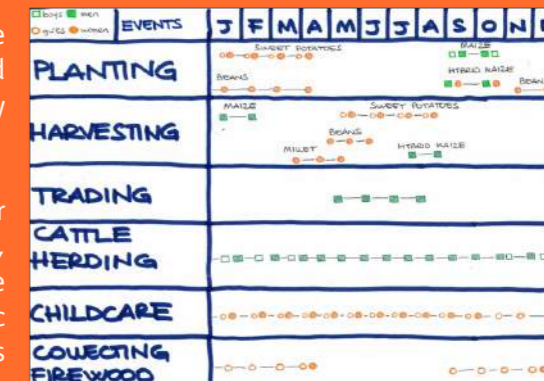 boys men
girls women
EVENTS J F M A M J J A S O N
SWEET POTATOES MAIZE
PLANTING
BEANS HYBRID MAIZE BEAN
MAIZE SWEET POTATOES
HARVESTING
BEANS
MILLET HYBRID MAIZE
TRADING
CATTLE
HERDING
CHILDCARE
COLLECTING
FIREWOOD